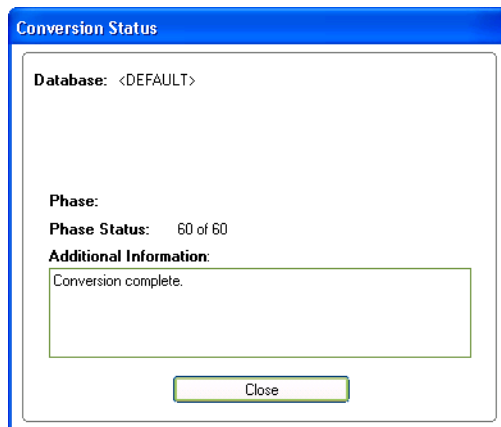 Conversion Status
Database: <DEFAULT>
Phase:
Phase Status: 60 of 60
Additional Information:
Conversion complete.
Close